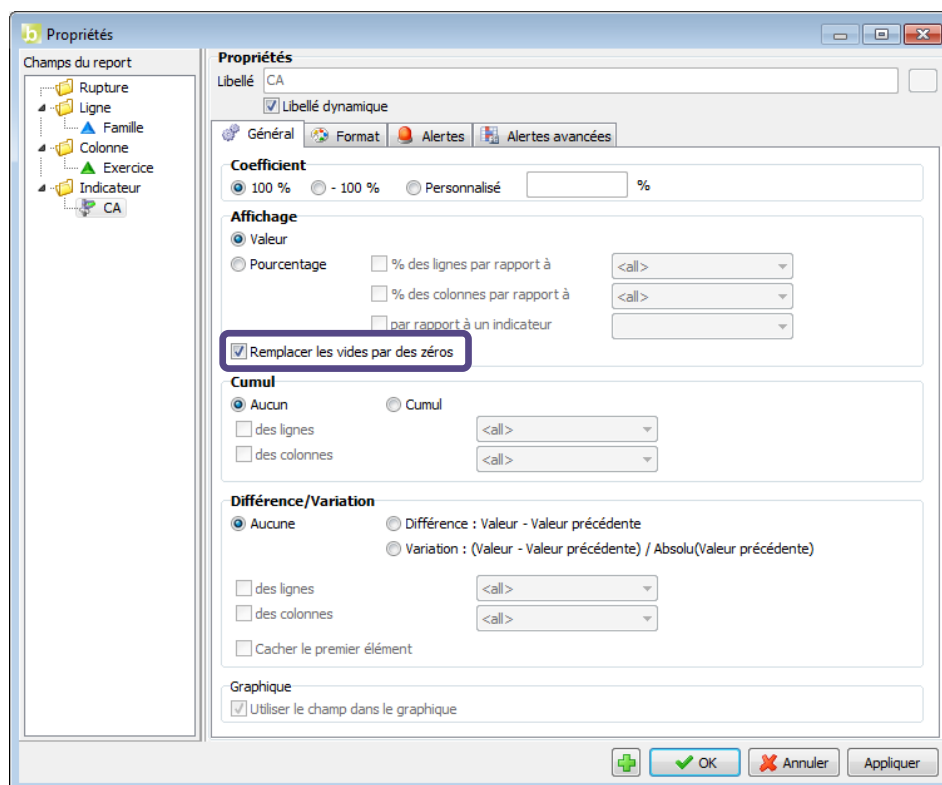 Propriétés
Champs du report
Rupture
Ligne
Famille
Colonne
Exercice
Indicateur
CA
Propriétés
Libellé CA
Libellé dynamique
Général Format Alertes Alertes avancées
Coefficient
100 % - 100 % Personnalisé %
Affichage
Valeur
Pourcentage % des lignes par rapport à <all>
% des colonnes par rapport à <all>
par rapport à un indicateur
Remplacer les vides par des zéros
Cumul
Aucun Cumul
des lignes <all>
des colonnes <all>
Différence/Variation
Aucune Différence : Valeur - Valeur précédente
Variation : (Valeur - Valeur précédente) / Absolu(Valeur précédente)
des lignes <all>
des colonnes <all>
Cacher le premier élément
Graphique
Utiliser le champ dans le graphique
OK Annuler Appliquer